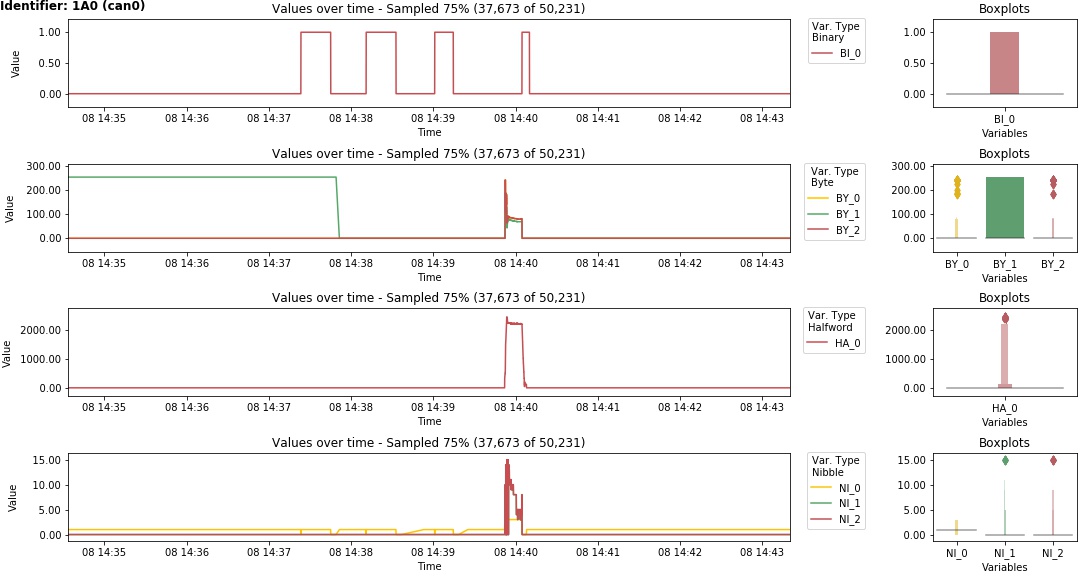 Identifier: 1A0 (can0)
Values over time - Sampled 75% (37,673 of 50,231)
Boxplots
Value
1.00
0.50
0.00
08 14:35 08 14:36 08 14:37 08 14:38 08 14:39 08 14:40 08 14:41 08 14:42 08 14:43
Time
Var. Type
Binary
BI_0
1.00
0.50
0.00
BI_0
Variables
Values over time - Sampled 75% (37,673 of 50,231)
Boxplots
Value
300.00
200.00
100.00
0.00
08 14:35 08 14:36 08 14:37 08 14:38 08 14:39 08 14:40 08 14:41 08 14:42 08 14:43
Time
Var. Type
Byte
BY_0
BY_1
BY_2
300.00
200.00
100.00
0.00
BY_0 BY_1 BY_2
Variables
Values over time - Sampled 75% (37,673 of 50,231)
Boxplots
Value
2000.00
1000.00
0.00
08 14:35 08 14:36 08 14:37 08 14:38 08 14:39 08 14:40 08 14:41 08 14:42 08 14:43
Time
Var. Type
Halfword
HA_0
2000.00
1000.00
0.00
HA_0
Variables
Values over time - Sampled 75% (37,673 of 50,231)
Boxplots
Value
15.00
10.00
5.00
0.00
08 14:35 08 14:36 08 14:37 08 14:38 08 14:39 08 14:40 08 14:41 08 14:42 08 14:43
Time
Var. Type
Nibble
NI_0
NI_1
NI_2
15.00
10.00
5.00
0.00
NI_0 NI_1 NI_2
Variables